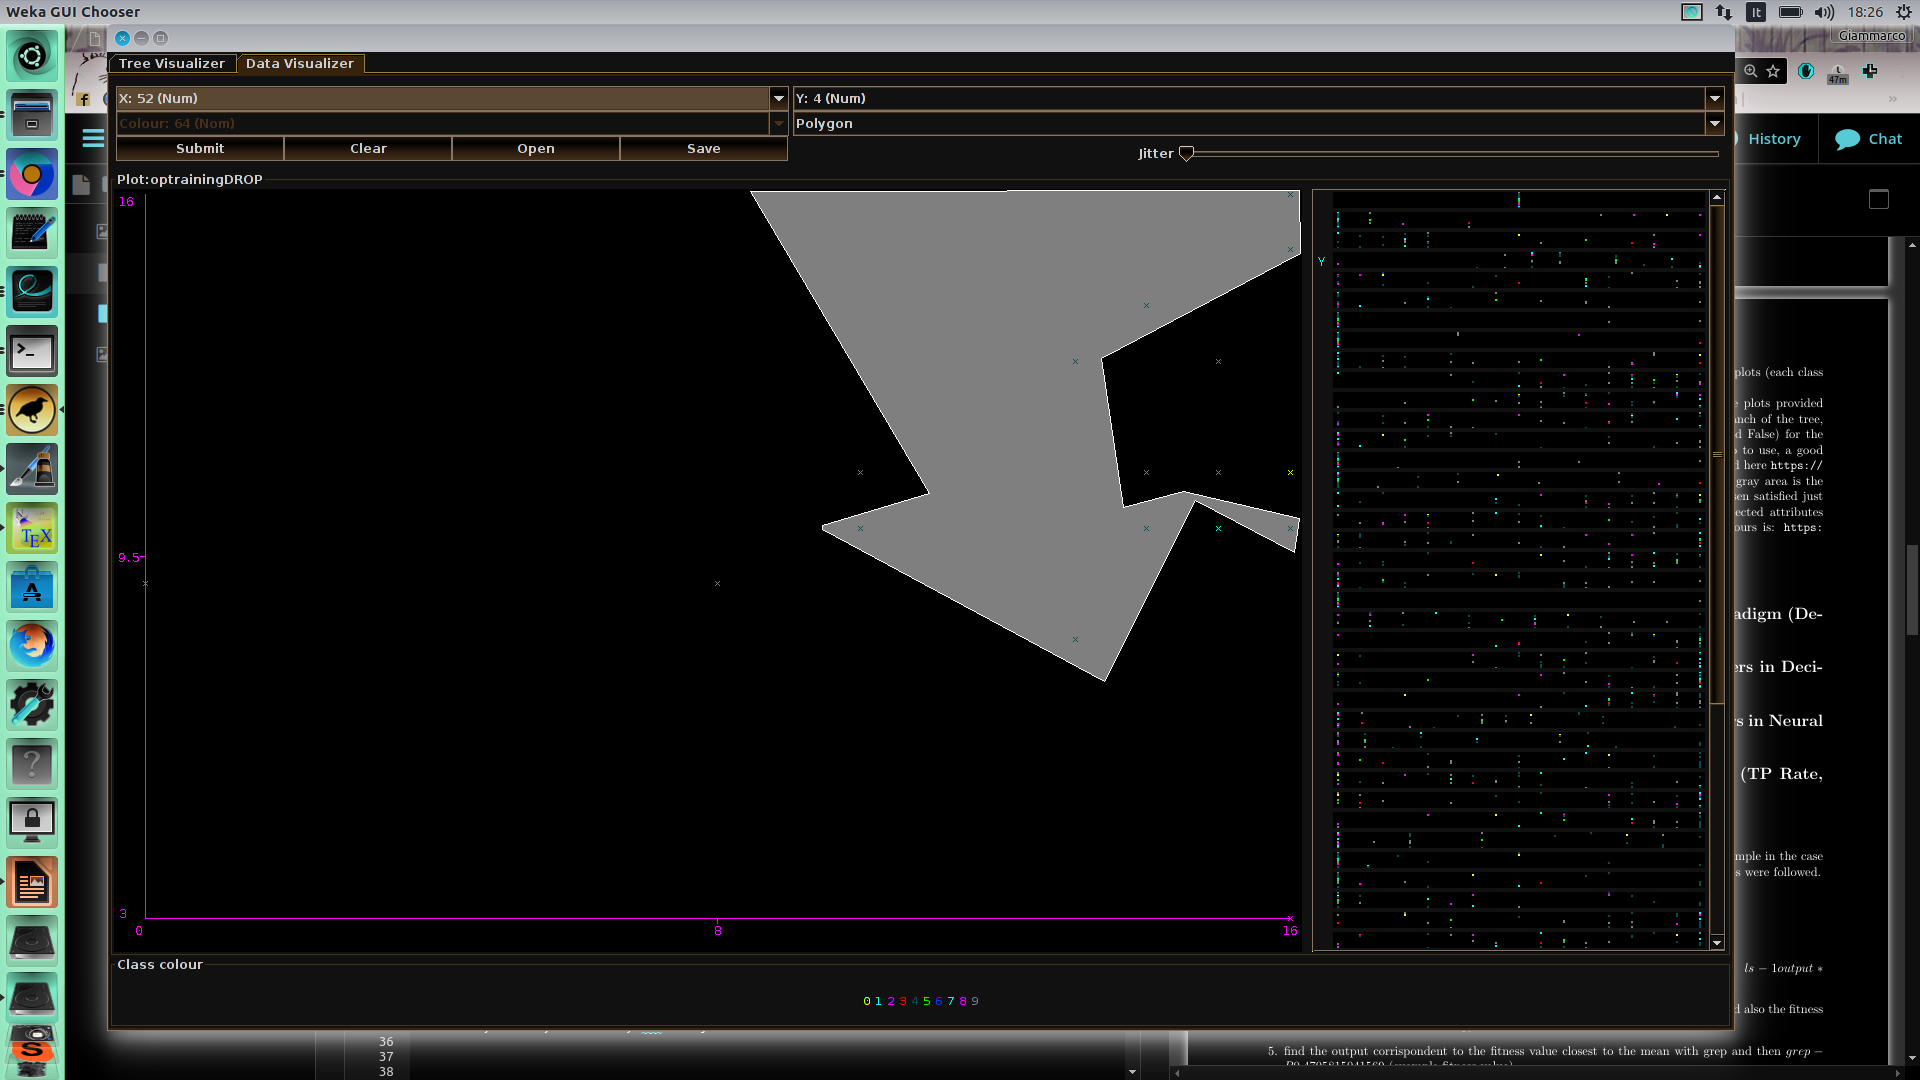 Weka GUI Chooser
It
18:26
Giammarco
Tree Visualizer
Data Visualizer
47m
X: 52 (Num)
Y: 4 (Num)
Colour: 64 (Nom)
Polygon
Submit
Clear
Open
Save
Jitter
History
Chat
Plot:optrainingDROP
16
9.5
3
0
8
16
Y
plots (each class
e plots provided
nch of the tree,
d False) for the
to use, a good
d here https://
gray area is the
en satisfied just
ected attributes
ours is: https:
adigm (De-
ers in Deci-
s in Neural
(TP Rate,
mple in the case
s were followed.
ls − 1output ∗
d also the fitness
Class colour
0 1 2 3 4 5 6 7 8 9
36
37
38
5. find the output corrispondent to the fitness value closest to the mean with grep and then grep −